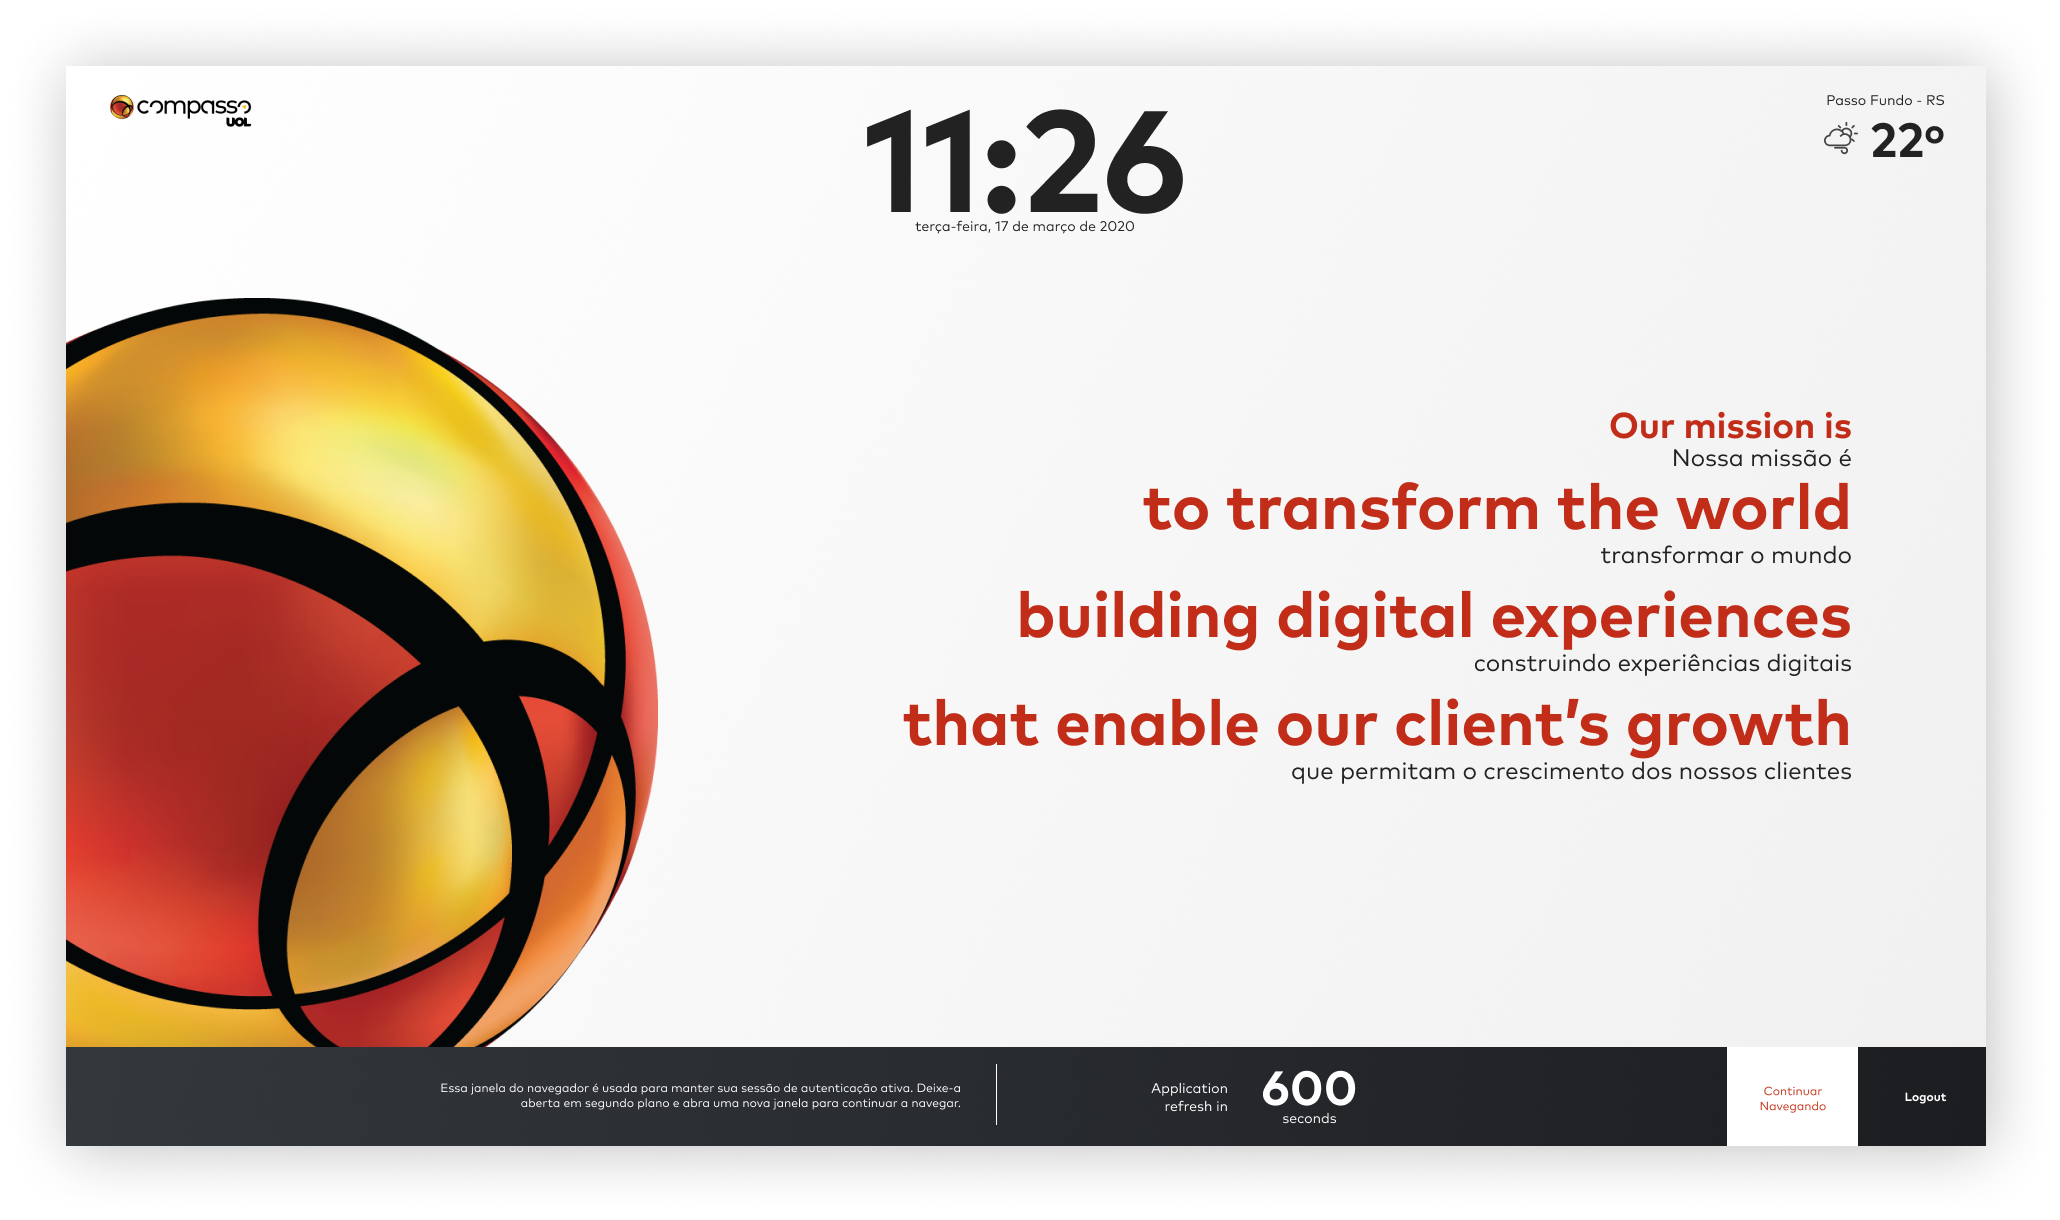 compasso
UOL
11:26
terça-feira, 17 de março de 2020
Passo Fundo - RS
22º
Our mission is
Nossa missão é
to transform the world
transformar o mundo
building digital experiences
construindo experiências digitais
that enable our client’s growth
que permitam o crescimento dos nossos clientes
Essa janela do navegador é usada para manter sua sessão de autenticação ativa. Deixe-a
aberta em segundo plano e abra uma nova janela para continuar a navegar.
Application
refresh in
600
seconds
Continuar
Navegando
Logout